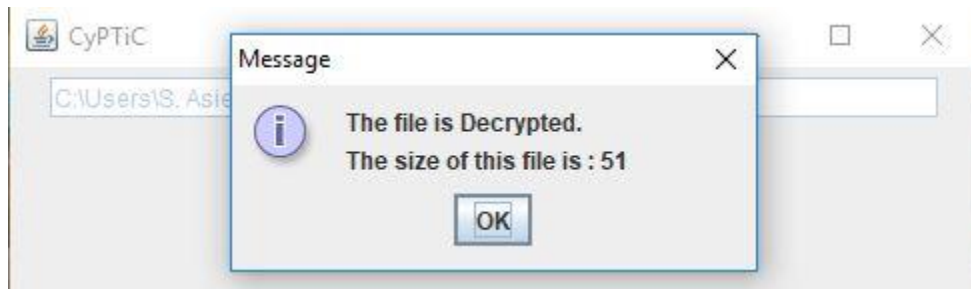 CyPTiC
Message
C:\Users\S. Asie
The file is Decrypted.
The size of this file is : 51
OK